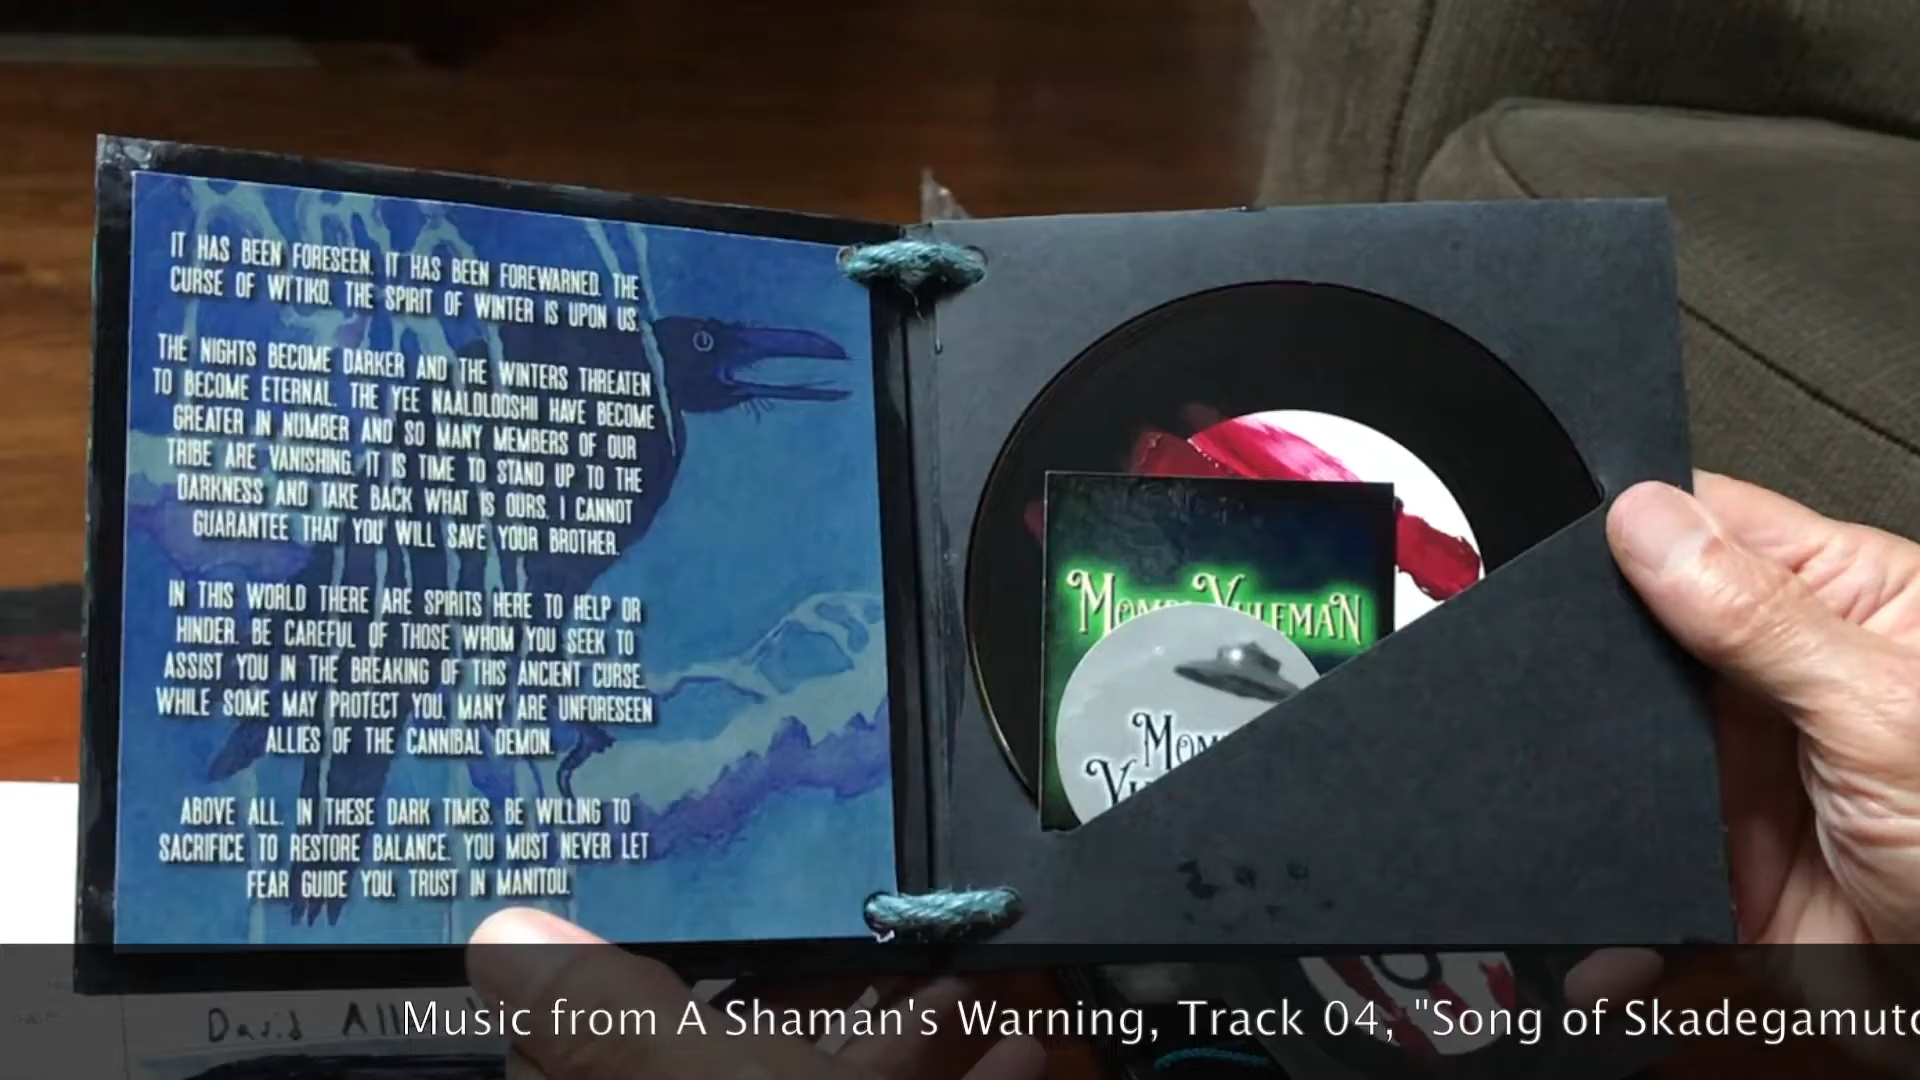 IT HAS BEEN FORESEEN. IT HAS BEEN FOREWARNED. THE
CURSE OF WITIKO. THE SPIRIT OF WINTER IS UPON US.
THE NIGHTS BECOME DARKER AND THE WINTERS THREATEN
TO BECOME ETERNAL. THE YEE NAALDLOOSHII HAVE BECOME
GREATER IN NUMBER AND SO MANY MEMBERS OF OUR
TRIBE ARE VANISHING. IT IS TIME TO STAND UP TO THE
DARKNESS AND TAKE BACK WHAT IS OURS. I CANNOT
GUARANTEE THAT YOU WILL SAVE YOUR BROTHER.
IN THIS WORLD THERE ARE SPIRITS HERE TO HELP OR
HINDER. BE CAREFUL OF THOSE WHOM YOU SEEK TO
ASSIST YOU IN THE BREAKING OF THIS ANCIENT CURSE.
WHILE SOME MAY PROTECT YOU, MANY ARE UNFORESEEN
ALLIES OF THE CANNIBAL DEMON.
ABOVE ALL, IN THESE DARK TIMES, BE WILLING TO
SACRIFICE TO RESTORE BALANCE. YOU MUST NEVER LET
FEAR GUIDE YOU. TRUST IN MANITOU.
YULEMAN
David
Music from A Shaman's Warning, Track 04, "Song of Skadegamutc